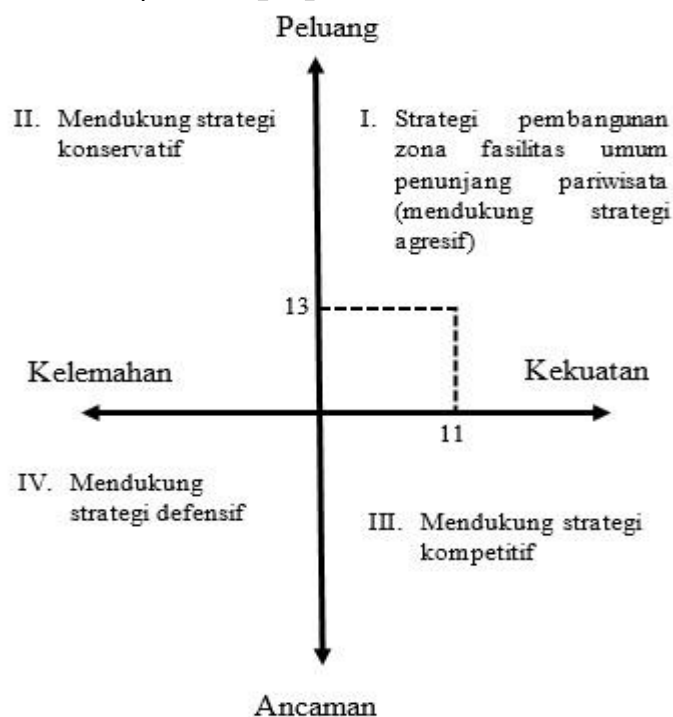 Peluang
II. Mendukung strategi
konservatif
I. Strategi pembangunan
zona fasilitas umum
penunjang pariwisata
(mendukung strategi
agresif)
13
Kelemahan
Kekuatan
11
IV. Mendukung
strategi defensif
III. Mendukung strategi
kompetitif
Ancaman